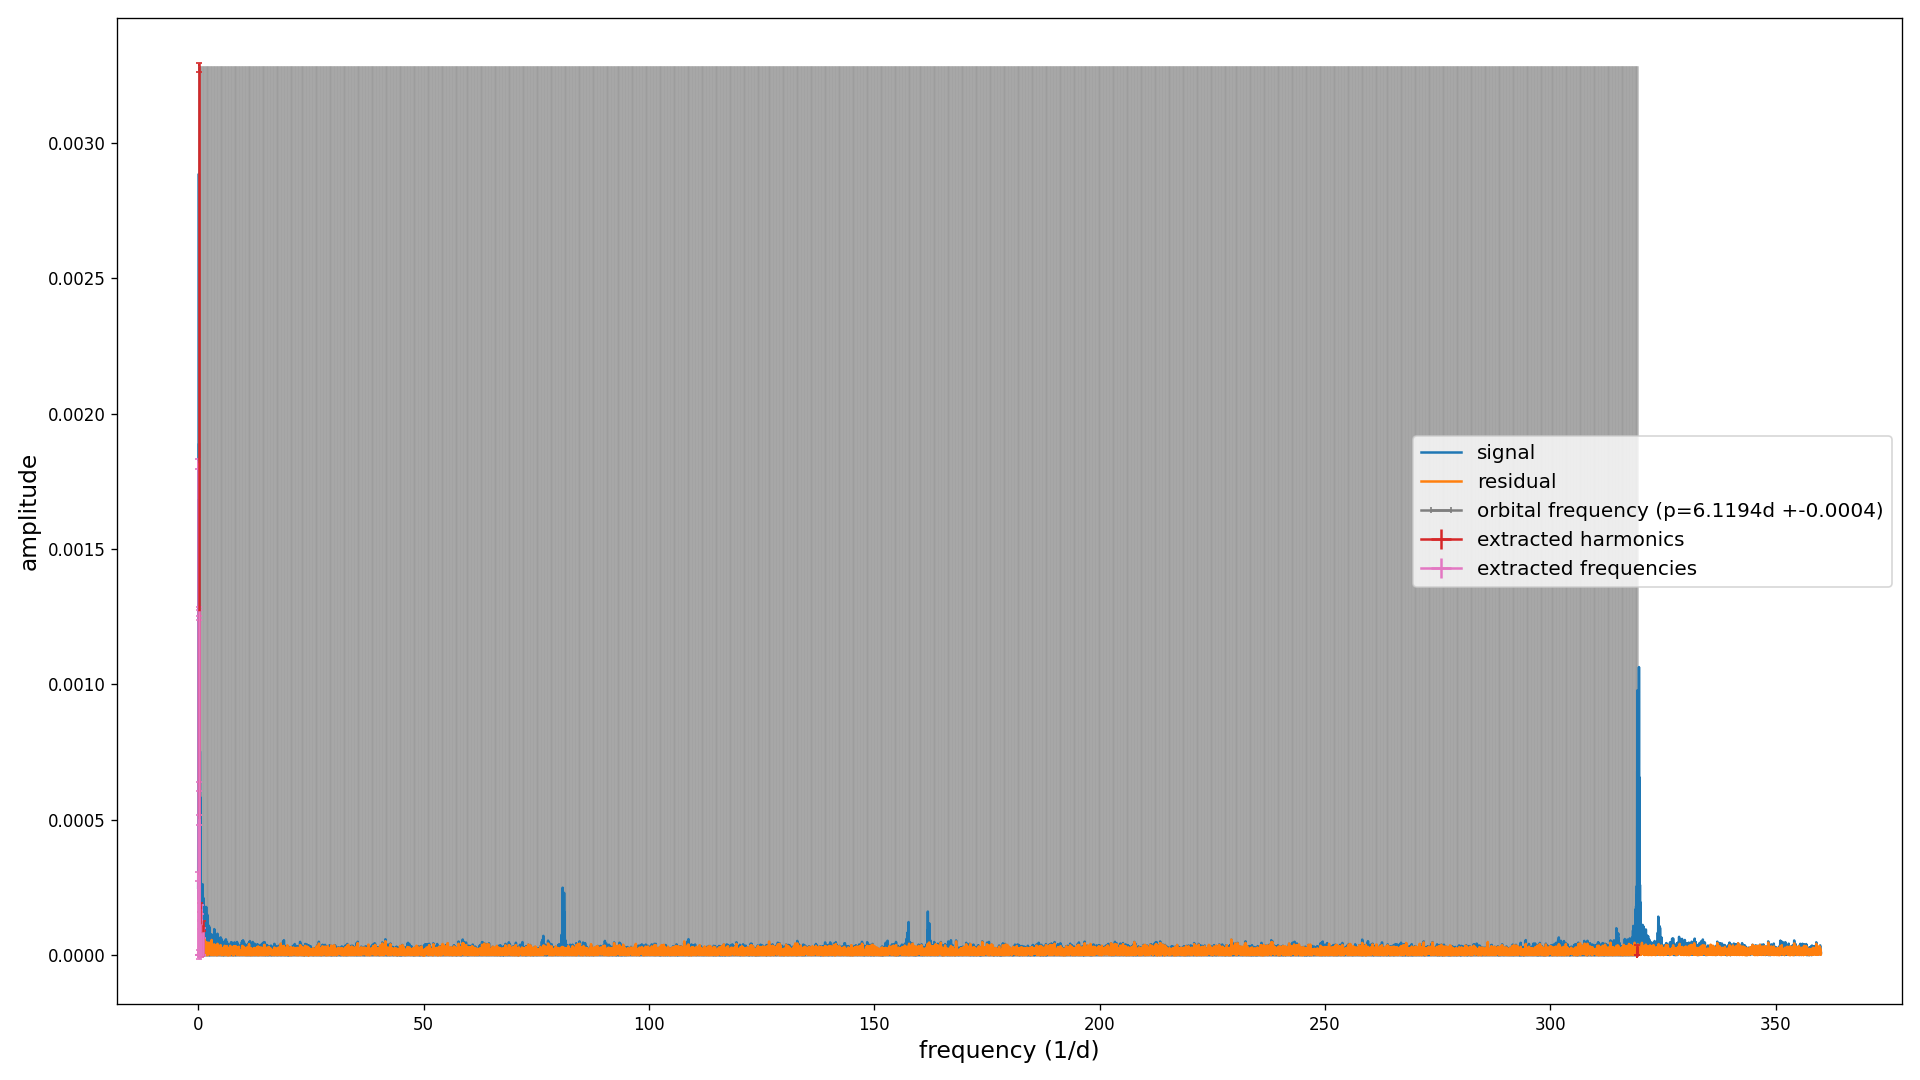 amplitude
0.0030
0.0025
0.0020
0.0015
0.0010
0.0005
0.0000
signal
residual
orbital frequency (p=6.1194d +-0.0004)
extracted harmonics
extracted frequencies
0 50 100 150 200 250 300 350
frequency (1/d)